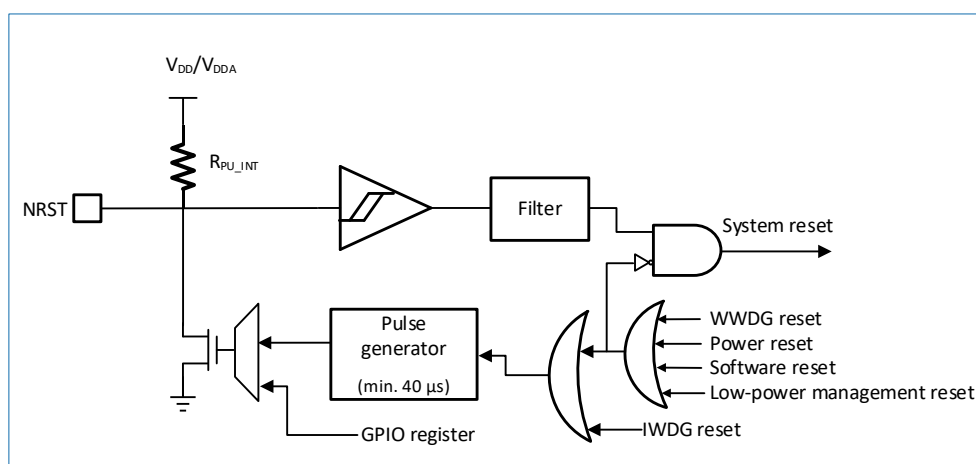 VDD/VDDA
RPU_INT
NRST
Filter
System reset
Pulse
generator
(min. 40 µs)
WWDG reset
Power reset
Software reset
Low-power management reset
GPIO register
IWDG reset